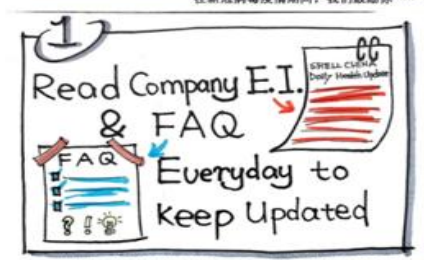 1
SHELL CHINA
Daily Health Update
Read Company E.I.
& FAQ
FAQ
Everyday to
Keep Updated
? !